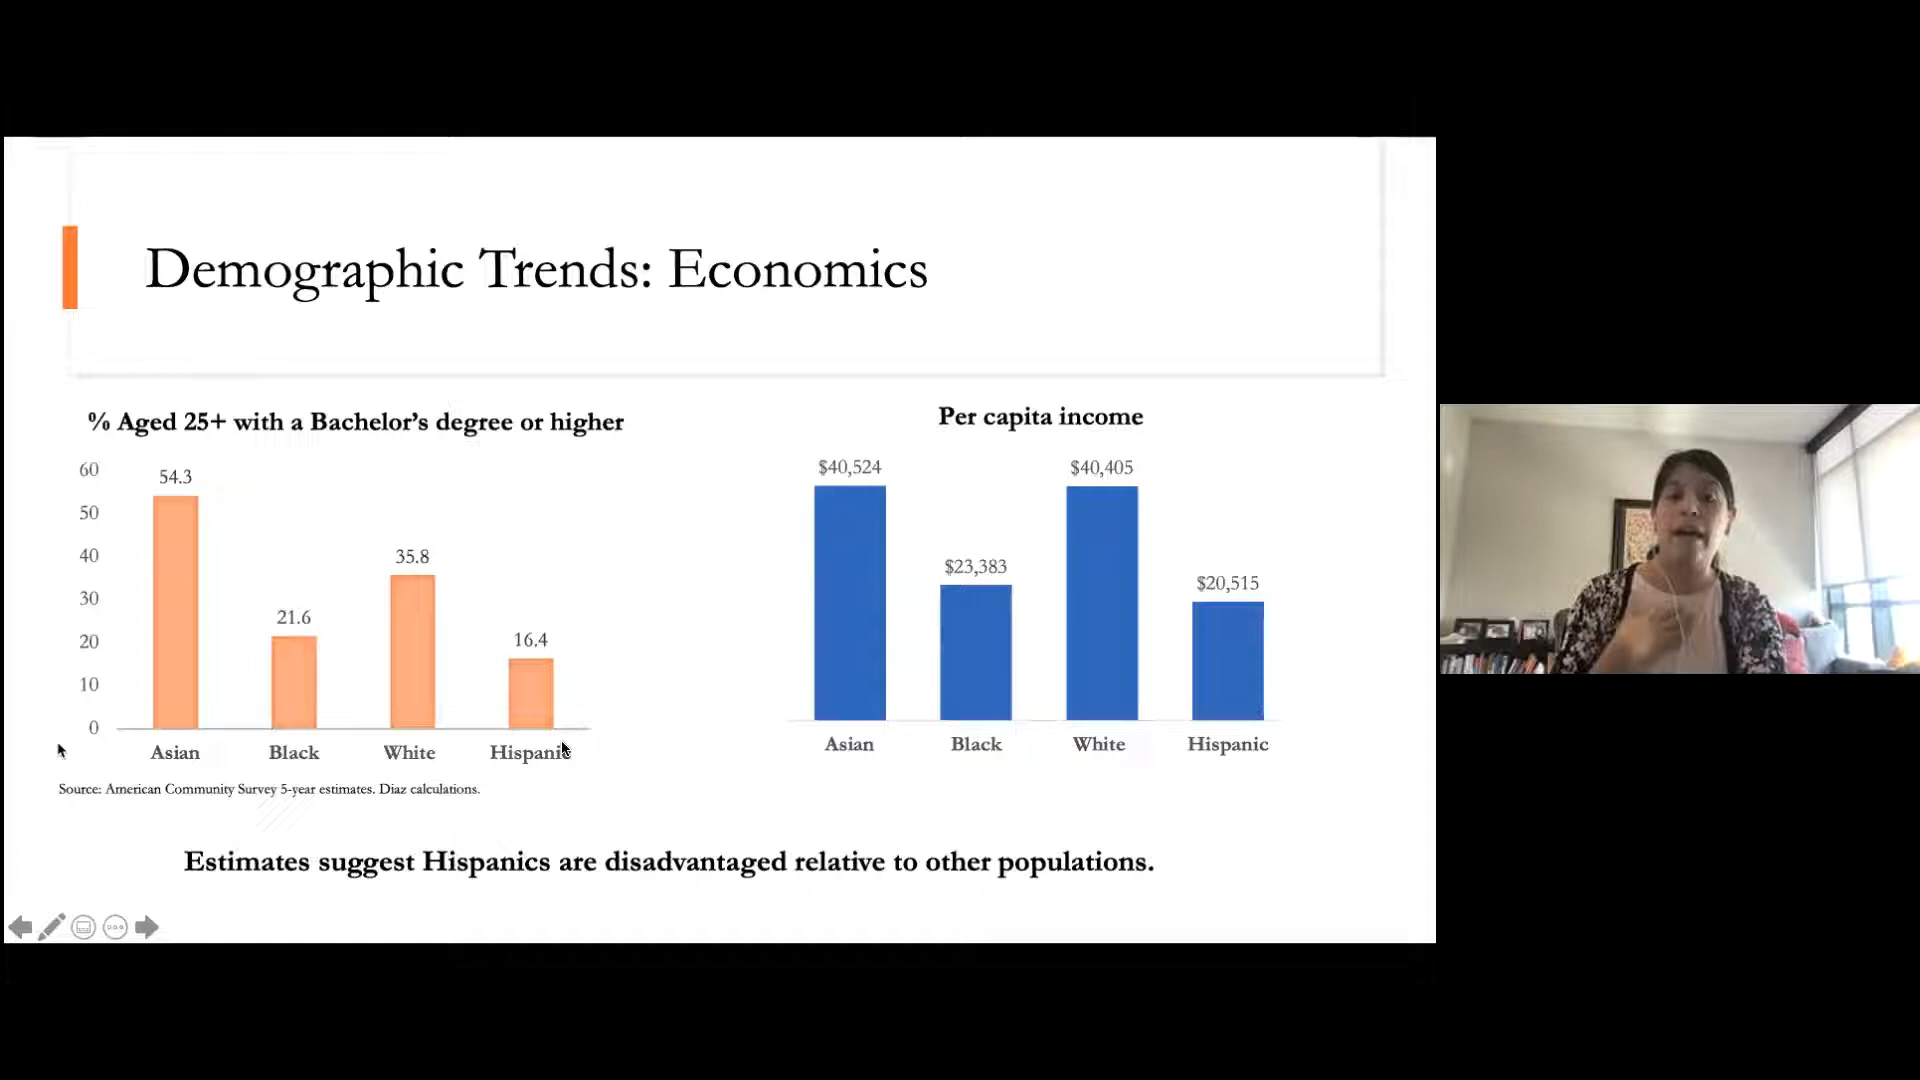 Demographic Trends: Economics
% Aged 25+ with a Bachelor’s degree or higher
60
50
40
30
20
10
0
54.3
21.6
35.8
16.4
Asian Black White Hispanic
Source: American Community Survey 5-year estimates. Diaz calculations.
Per capita income
$40,524
$23,383
$40,405
$20,515
Asian Black White Hispanic
Estimates suggest Hispanics are disadvantaged relative to other populations.